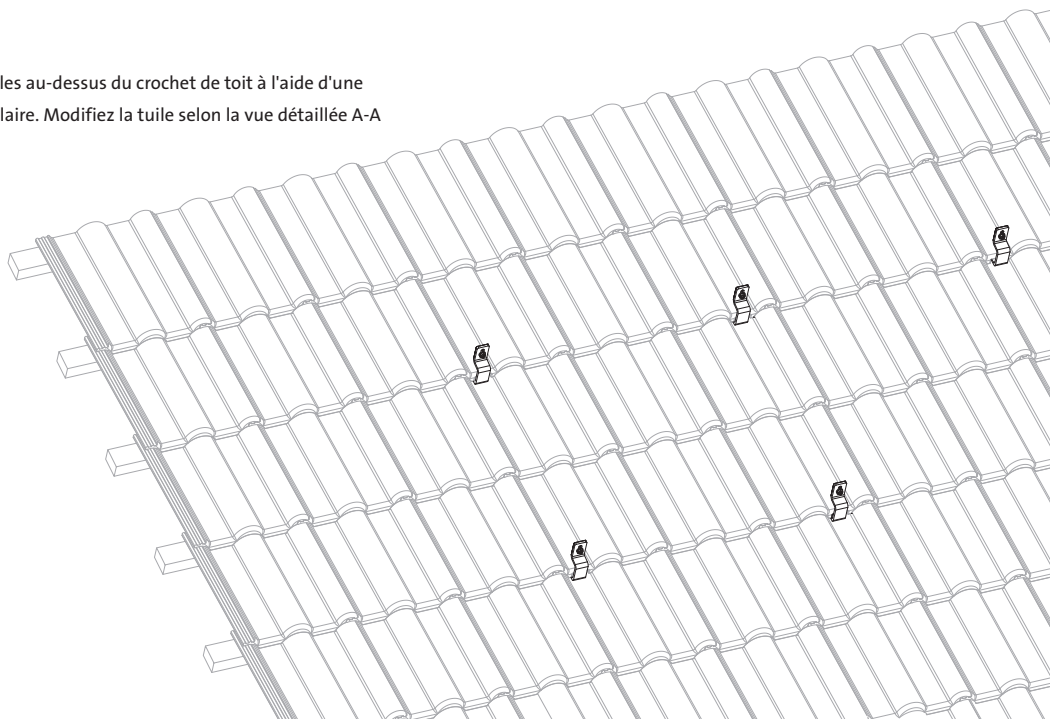 les au-dessus du crochet de toit à l'aide d'une
laire. Modifiez la tuile selon la vue détaillée A-A